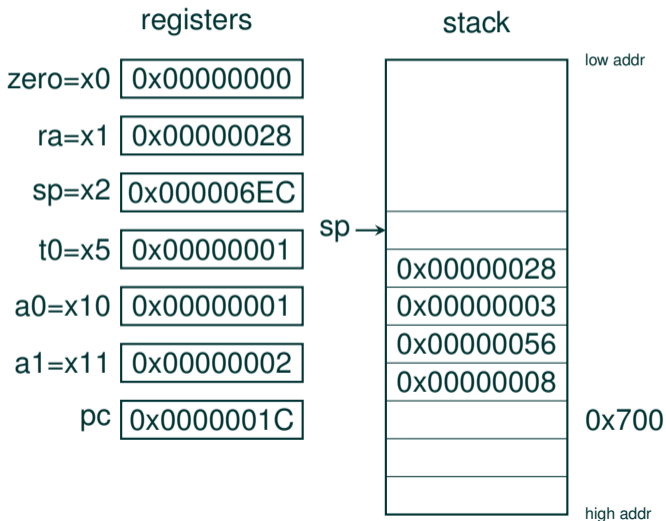 registers
zero=x0 0x00000000
ra=x1 0x00000028
sp=x2 0x000006EC
t0=x5 0x00000001
a0=x10 0x00000001
a1=x11 0x00000002
pc 0x0000001C
stack
low addr
sp
0x00000028
0x00000003
0x00000056
0x00000008
0x700
high addr